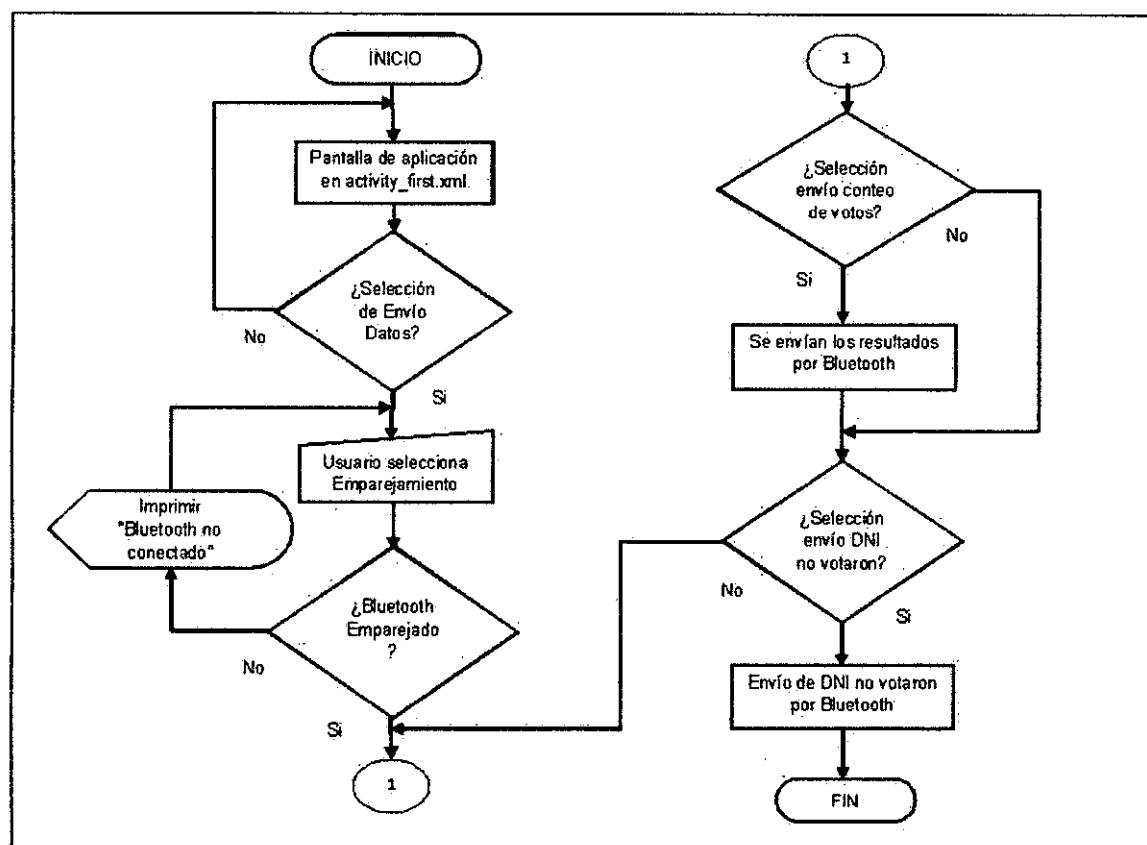 INICIO
Pantalla de aplicación
en activity_first.xml.
¿Selección
de Envío
Datos?
No
Si
Usuario selecciona
Emparejamiento
Imprimir
"Bluetooth no
conectado"
¿Bluetooth
Emparejado
?
No
Si
1
1
¿Selección
envío conteo
de votos?
No
Si
Se envían los resultados
por Bluetooth
¿Selección
envío DNI
no votaron?
No
Si
Envío de DNI no votaron
por Bluetooth
FIN